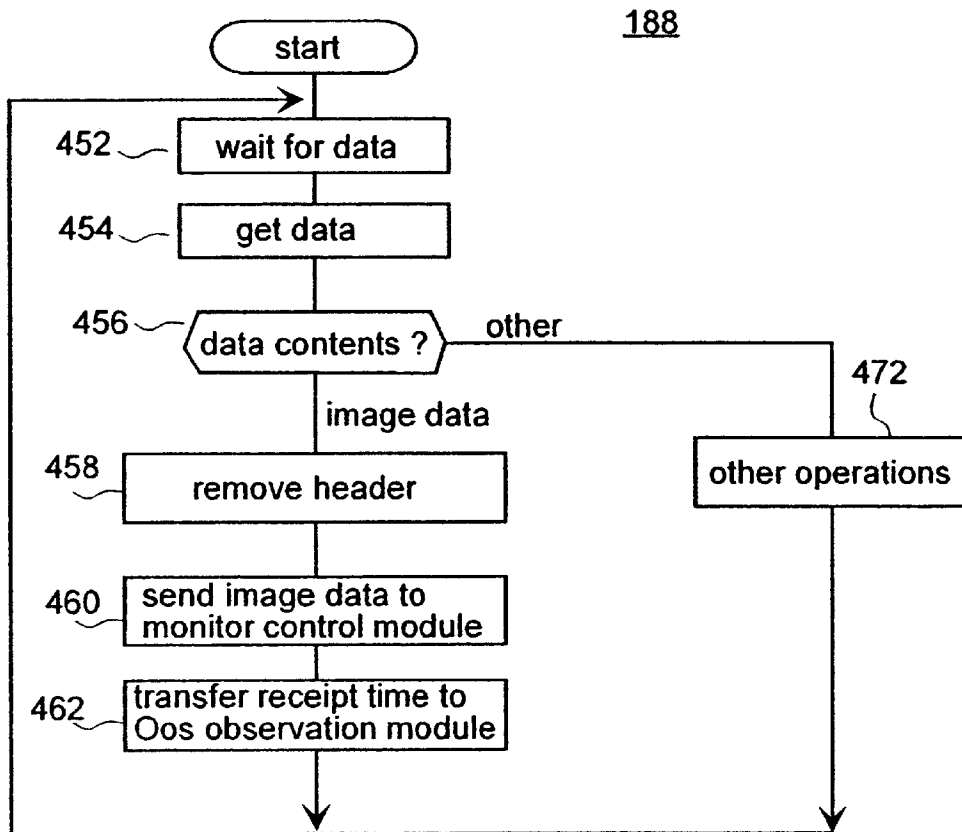 188
start
452
wait for data
454
get data
456
data contents ?
other
472
image data
458
remove header
other operations
460
send image data to
monitor control module
462
transfer receipt time to
Oos observation module